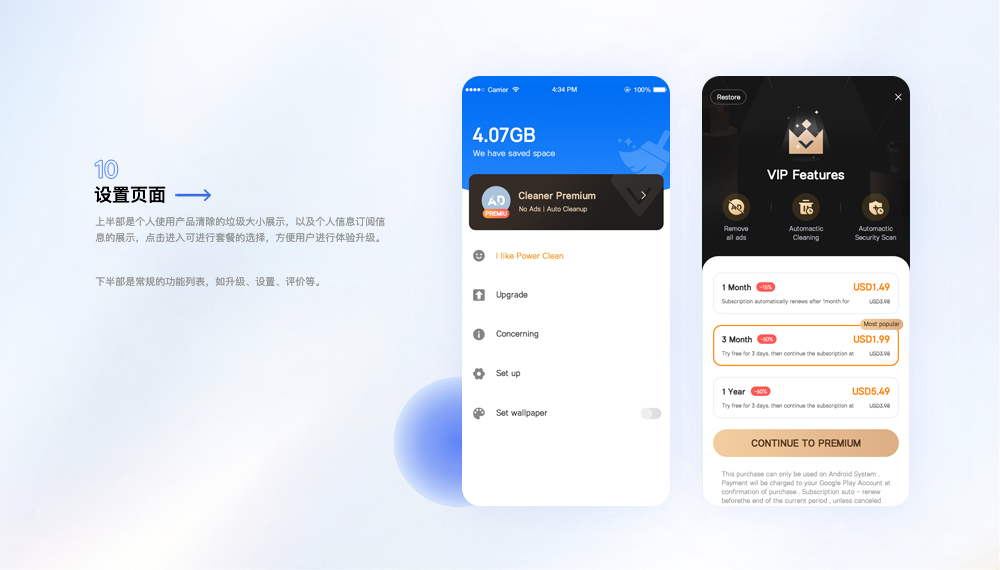 10
设置页面
上半部是个人使用产品清除的垃圾大小展示，以及个人信息订阅信
息的展示，点击进入可进行套餐的选择，方便用户进行体验升级。
下半部是常规的功能列表，如升级、设置、评价等。
Carrier 4:34 PM 100%
4.07GB
We have saved space
AD
PREMIU
Cleaner Premium
No Ads | Auto Cleanup
I like Power Clean
Upgrade
Concerning
Set up
Set wallpaper
Restore
VIP Features
AD
Remove
all ads
Automactic
Cleaning
Automactic
Security Scan
1 Month -15% USD1.49
Subscription automatically renews after 1month for USD3.98
Most popular
3 Month -50% USD1.99
Try free for 3 days, then continue the subscription at USD3.98
1 Year -60% USD5.49
Try free for 3 days, then continue the subscription at USD3.98
CONTINUE TO PREMIUM
This purchase can only be used on Android System .
Payment will be charged to your Google Play Account at
confirmation of purchase . Subscription auto - renew
beforethe end of the current period , unless canceled